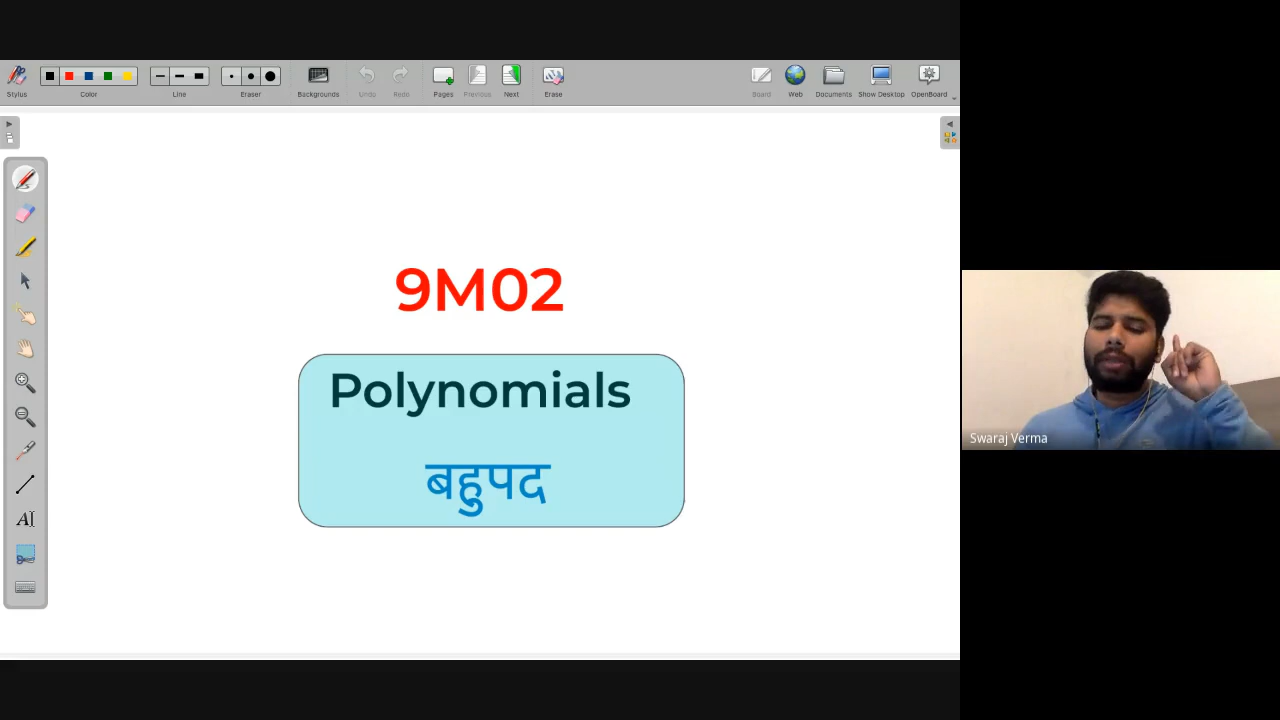 Stylus Color Line Eraser Backgrounds Undo Redo Pages Previous Next Erase Board Web Documents Show Desktop OpenBoard
9M02
Polynomials
बहुपद
AI
Swaraj Verma